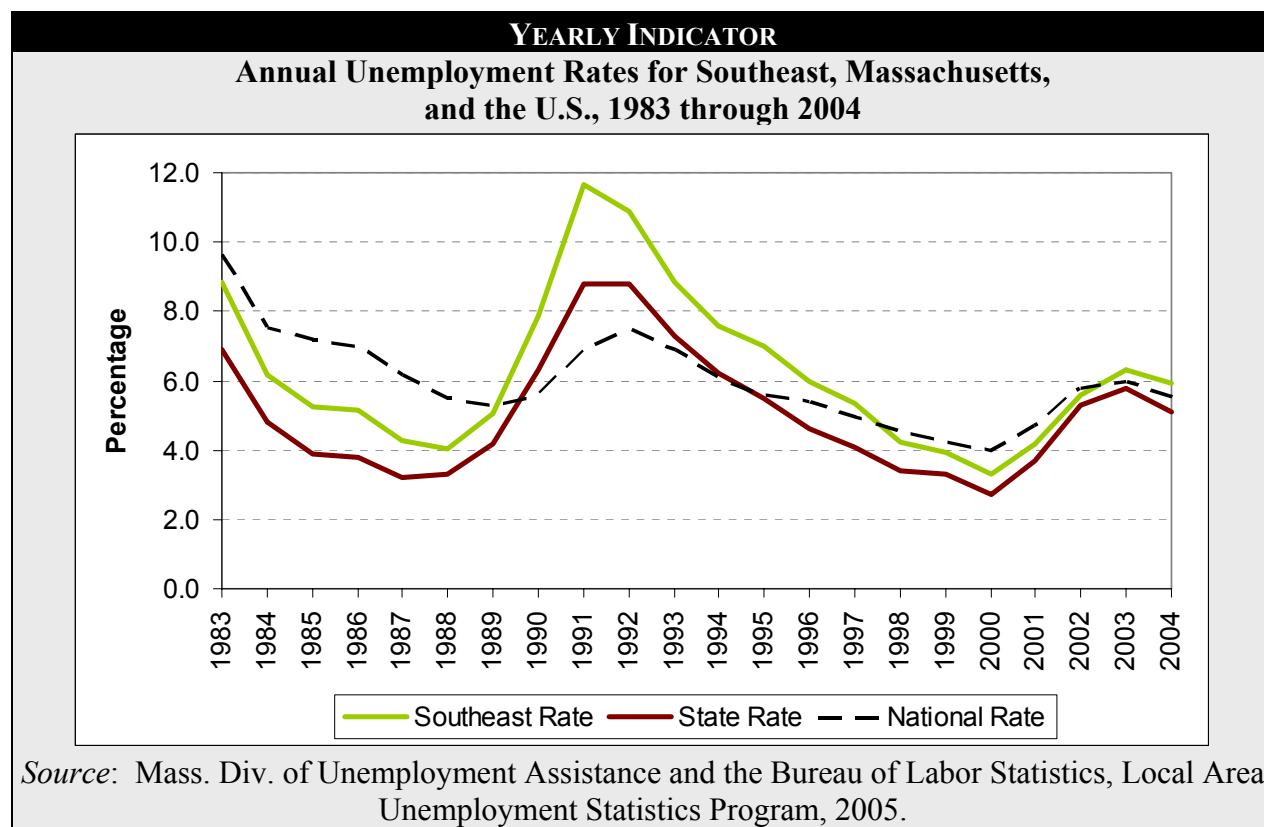 YEARLY INDICATOR
Annual Unemployment Rates for Southeast, Massachusetts,
and the U.S., 1983 through 2004
12.0
10.0
8.0
6.0
4.0
2.0
0.0
Percentage
1983 1984 1985 1986 1987 1988 1989 1990 1991 1992 1993 1994 1995 1996 1997 1998 1999 2000 2001 2002 2003 2004
Southeast Rate State Rate National Rate
Source: Mass. Div. of Unemployment Assistance and the Bureau of Labor Statistics, Local Area
Unemployment Statistics Program, 2005.